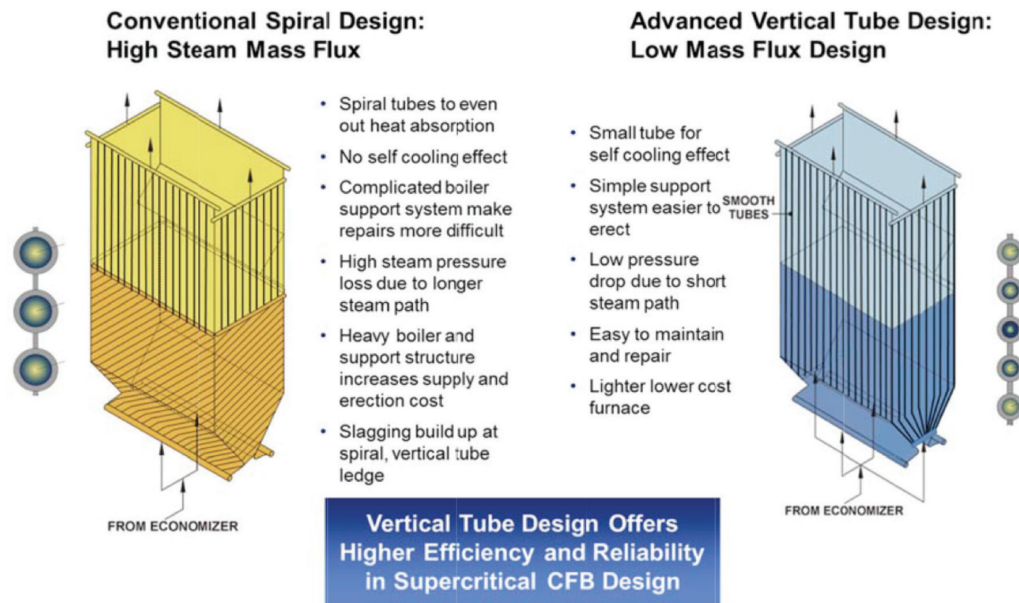 Conventional Spiral Design:
High Steam Mass Flux
• Spiral tubes to even
out heat absorption
• No self cooling effect
• Complicated boiler
support system make
repairs more difficult
• High steam pressure
loss due to longer
steam path
• Heavy boiler and
support structure
increases supply and
erection cost
• Slagging build up at
spiral, vertical tube
ledge
FROM ECONOMIZER
Advanced Vertical Tube Design:
Low Mass Flux Design
• Small tube for
self cooling effect
• Simple support
system easier to
erect
• Low pressure
drop due to short
steam path
• Easy to maintain
and repair
• Lighter lower cost
furnace
SMOOTH
TUBES
FROM ECONOMIZER
Vertical Tube Design Offers
Higher Efficiency and Reliability
in Supercritical CFB Design